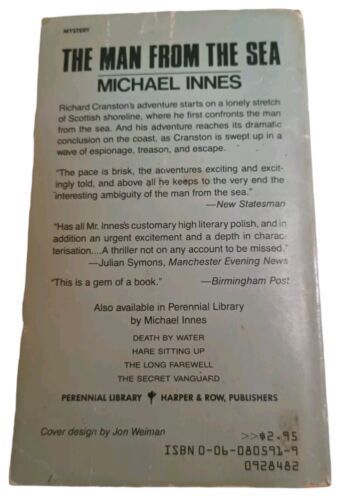 MYSTERY
THE MAN FROM THE SEA
MICHAEL INNES
Richard Cranston's adventure starts on a lonely stretch
of Scottish shoreline, where he first confronts the man
from the sea. And his adventure reaches its dramatic
conclusion on the coast, as Cranston is swept up in a
wave of espionage, treason, and escape.
"The pace is brisk, the adventures exciting and excit-
ingly told, and above all he keeps to the very end the
interesting ambiguity of the man from the sea."
—New Statesman
"Has all Mr. Innes's customary high literary polish, and in
addition an urgent excitement and a depth in charac-
terisation....A thriller not on any account to be missed."
—Julian Symons, Manchester Evening News
"This is a gem of a book." —Birmingham Post
Also available in Perennial Library
by Michael Innes
DEATH BY WATER
HARE SITTING UP
THE LONG FAREWELL
THE SECRET VANGUARD
PERENNIAL LIBRARY HARPER & ROW, PUBLISHERS
Cover design by Jon Weiman
>>$2.95
ISBN 0-06-080591-9
0928482